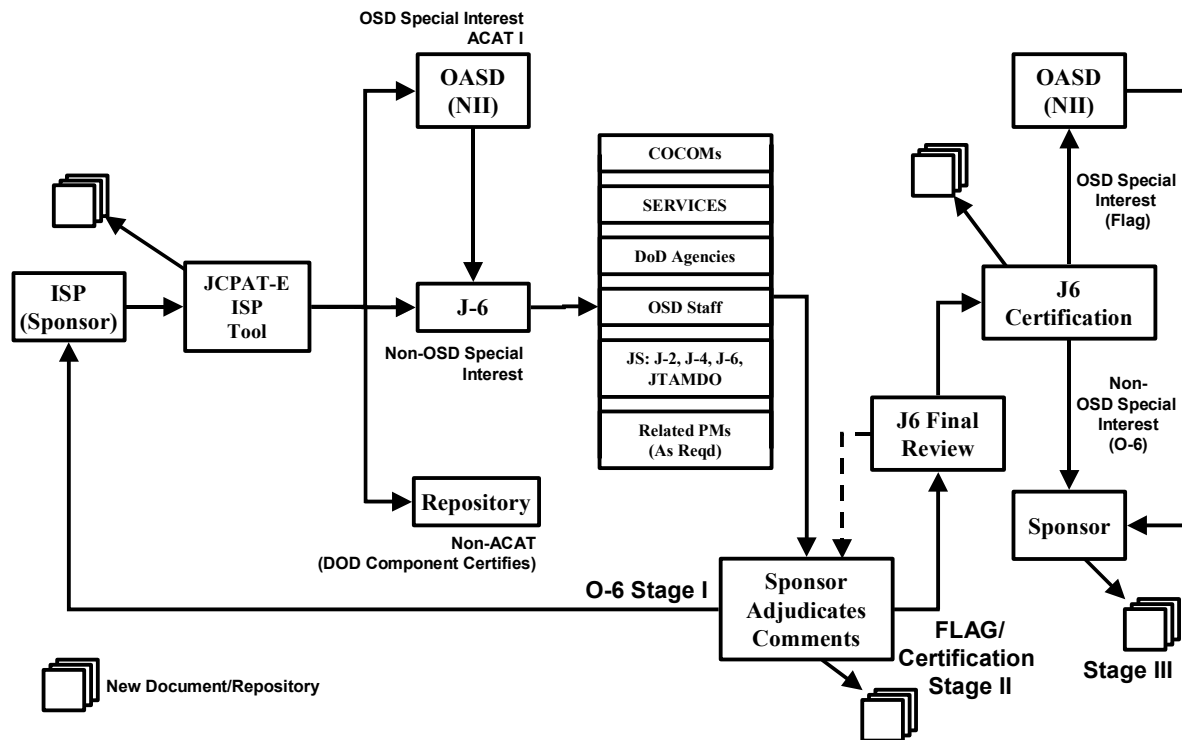 OSD Special Interest
ACAT I
OASD
(NII)
OASD
(NII)
COCOMs
SERVICES
DoD Agencies
OSD Staff
JS: J-2, J-4, J-6,
JTAMDO
Related PMs
(As Reqd)
OSD Special
Interest
(Flag)
ISP
(Sponsor)
JCPAT-E
ISP
Tool
J-6
Non-OSD Special
Interest
J6
Certification
Non-
OSD Special
Interest
(O-6)
J6 Final
Review
Repository
Non-ACAT
(DOD Component Certifies)
Sponsor
O-6 Stage I
Sponsor
Adjudicates
Comments
FLAG/
Certification
Stage II
Stage III
New Document/Repository